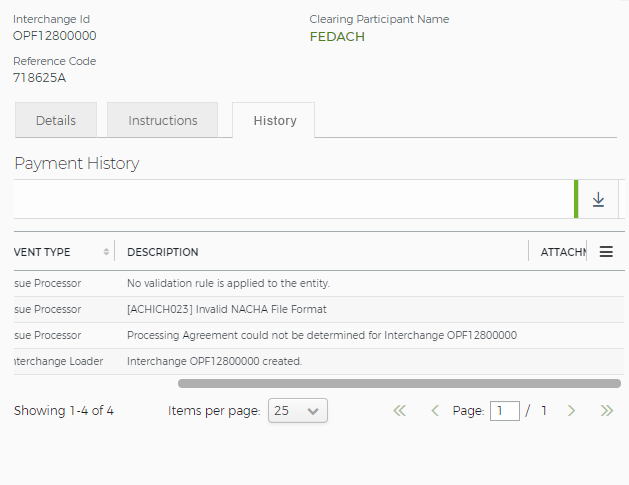 Interchange Id
Clearing Participant Name
OPF12800000
FEDACH
Reference Code
718625A
Details Instructions History
Payment History
VENT TYPE DESCRIPTION ATTACHM
sue Processor No validation rule is applied to the entity.
sue Processor [ACHICH023] Invalid NACHA File Format
sue Processor Processing Agreement could not be determined for Interchange OPF12800000
nterchange Loader Interchange OPF12800000 created.
Showing 1-4 of 4 Items per page: 25 Page: 1 / 1